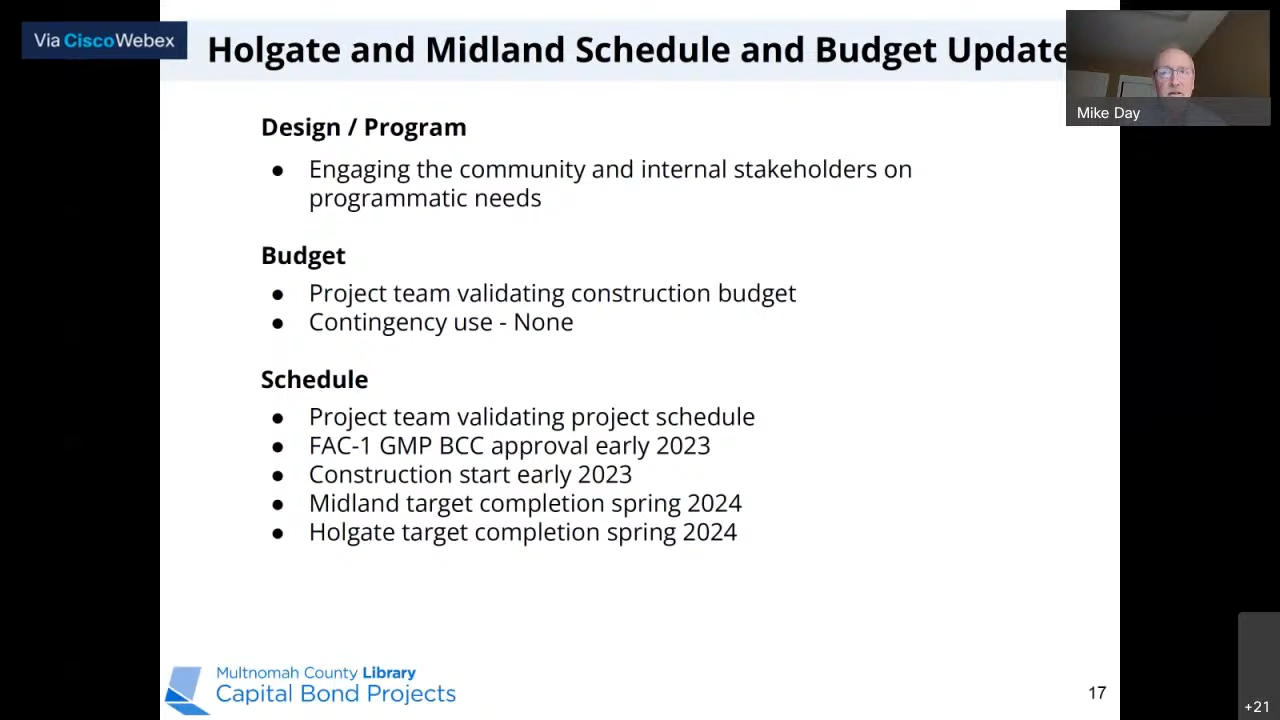 Via CiscoWebex
Holgate and Midland Schedule and Budget Update
Mike Day
Design / Program
● Engaging the community and internal stakeholders on
programmatic needs
Budget
● Project team validating construction budget
● Contingency use - None
Schedule
● Project team validating project schedule
● FAC-1 GMP BCC approval early 2023
● Construction start early 2023
● Midland target completion spring 2024
● Holgate target completion spring 2024
Multnomah County Library
Capital Bond Projects
17
+21